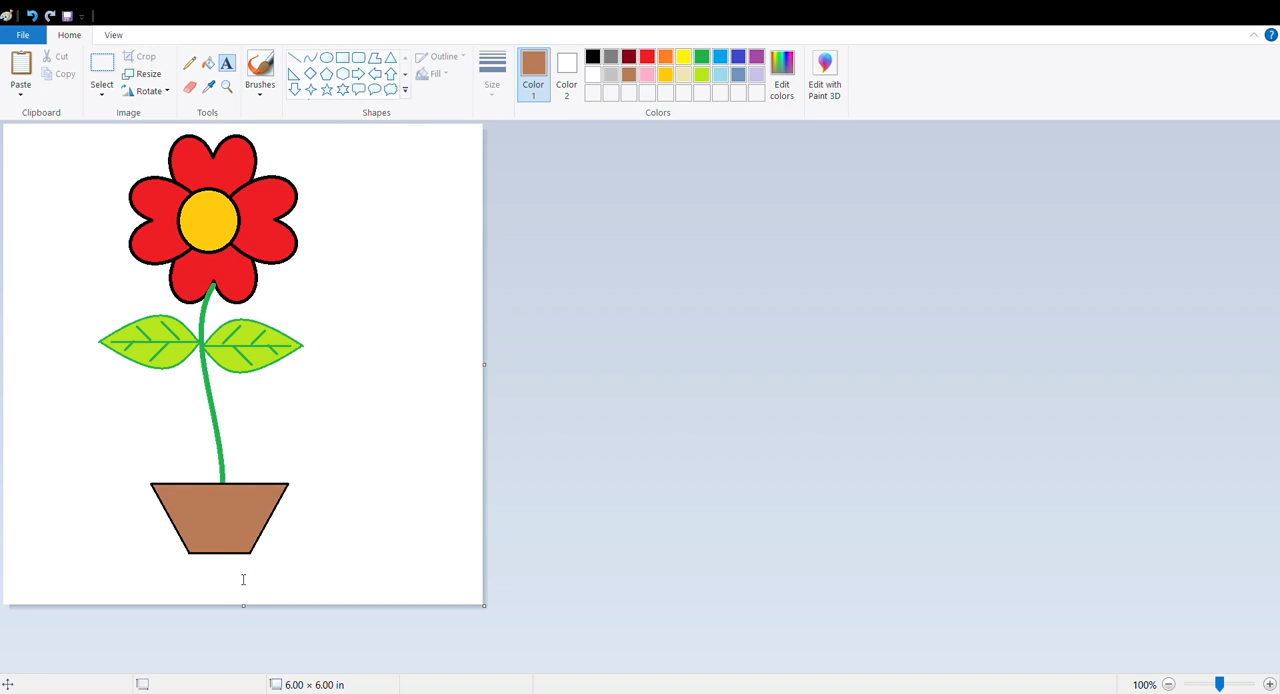 File Home View
Paste Cut Copy Clipboard
Select Crop Resize Rotate Image
A Tools
Brushes
Shapes Outline Fill
Size
Color 1 Color 2 Edit colors Colors
Edit with Paint 3D
?
6.00 × 6.00 in
100%